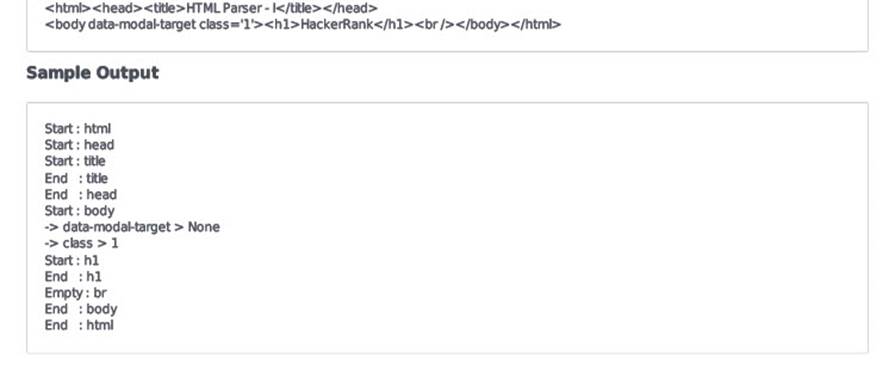 <html><head><title>HTML Parser - I</title></head>
<body data-modal-target class='1'><h1>HackerRank</h1><br /></body></html>
Sample Output
Start : html
Start : head
Start : title
End   : title
End   : head
Start : body
-> data-modal-target > None
-> class > 1
Start : h1
End   : h1
Empty : br
End   : body
End   : html